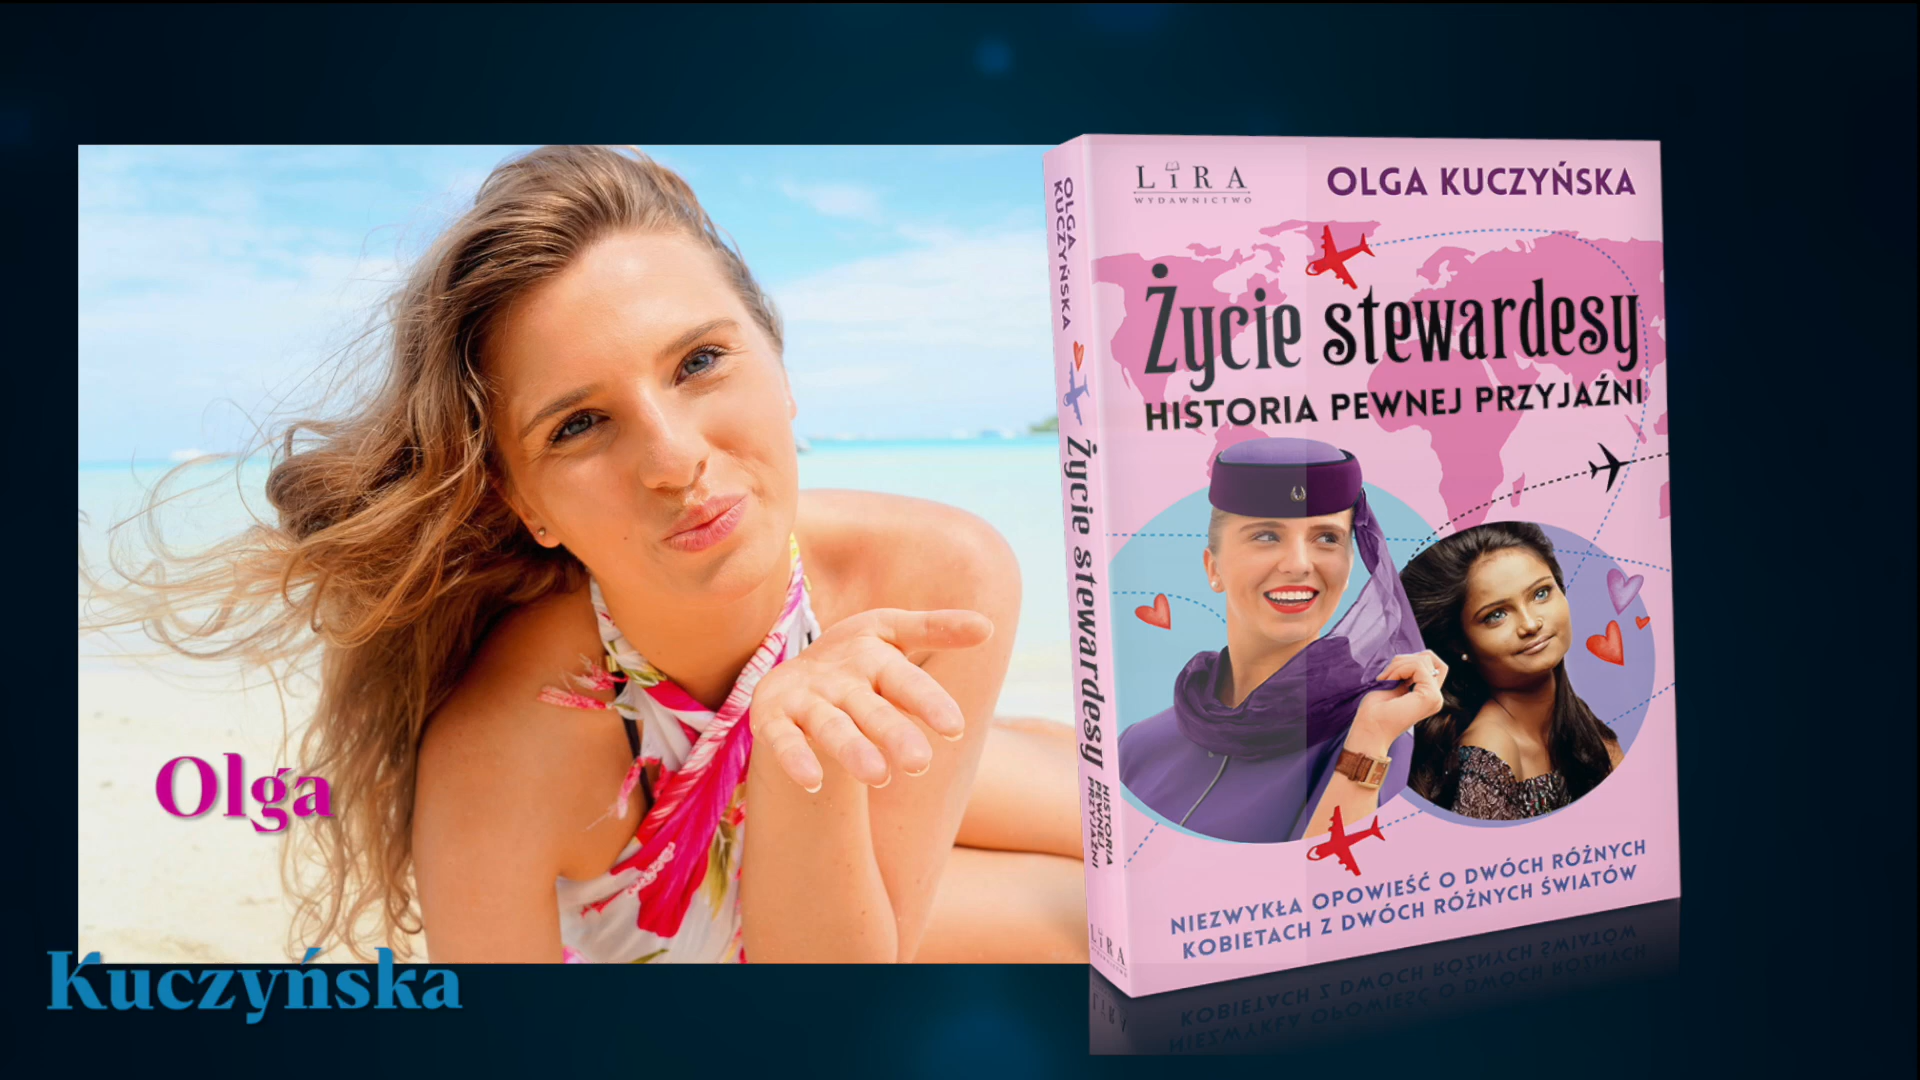 Olga
Kuczyńska
LiRA
WYDAWNICTWO
OLGA KUCZYŃSKA
Życie stewardesy
HISTORIA PEWNEJ PRZYJAŹNI
NIEZWYKŁA OPOWIEŚĆ O DWÓCH RÓŻNYCH
KOBIETACH Z DWÓCH RÓŻNYCH ŚWIATÓW
OLGA
KUCZYŃSKA
Życie stewardesy
HISTORIA
PEWNEJ
PRZYJAŹNI
LiRA
WYDAWNICTWO